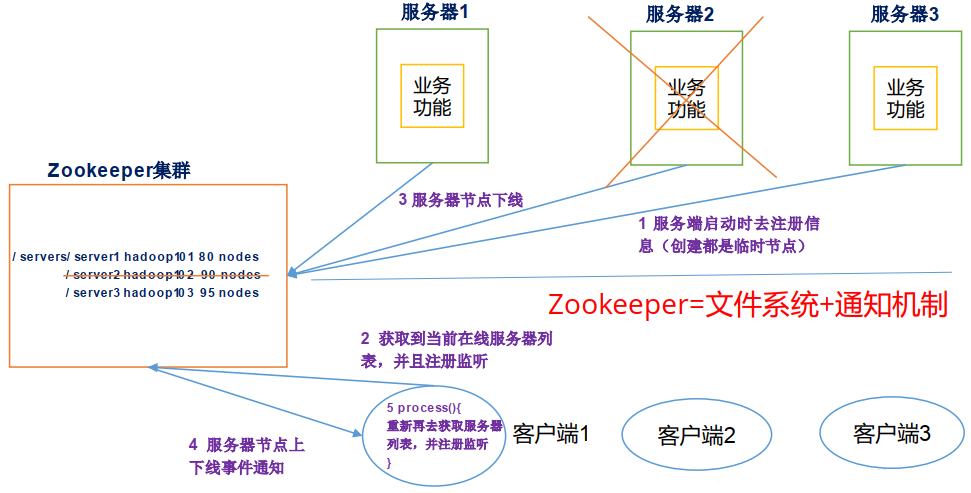 服务器1
服务器2
服务器3
业务
功能
业务
功能
业务
功能
Zookeeper集群
3 服务器节点下线
1 服务端启动时去注册信
息（创建都是临时节点）
/ servers/ server1 hadoop101 80 nodes
/ server2 hadoop102 90 nodes
/ server3 hadoop103 95 nodes
Zookeeper=文件系统+通知机制
2 获取到当前在线服务器列
表，并且注册监听
4 服务器节点上
下线事件通知
5 process(){
重新再去获取服务器
列表，并注册监听
}
客户端1
客户端2
客户端3